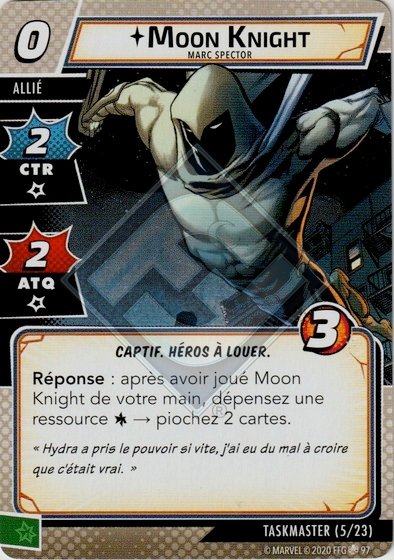 0
MOON KNIGHT
MARC SPECTOR
ALLIÉ
2
CTR
2
ATQ
3
CAPTIF. HÉROS À LOUER.
Réponse : après avoir joué Moon
Knight de votre main, dépensez une
ressource → piochez 2 cartes.
« Hydra a pris le pouvoir si vite, j'ai eu du mal à croire
que c'était vrai. »
© MARVEL © 2020 FFG 97
TASKMASTER (5/23)